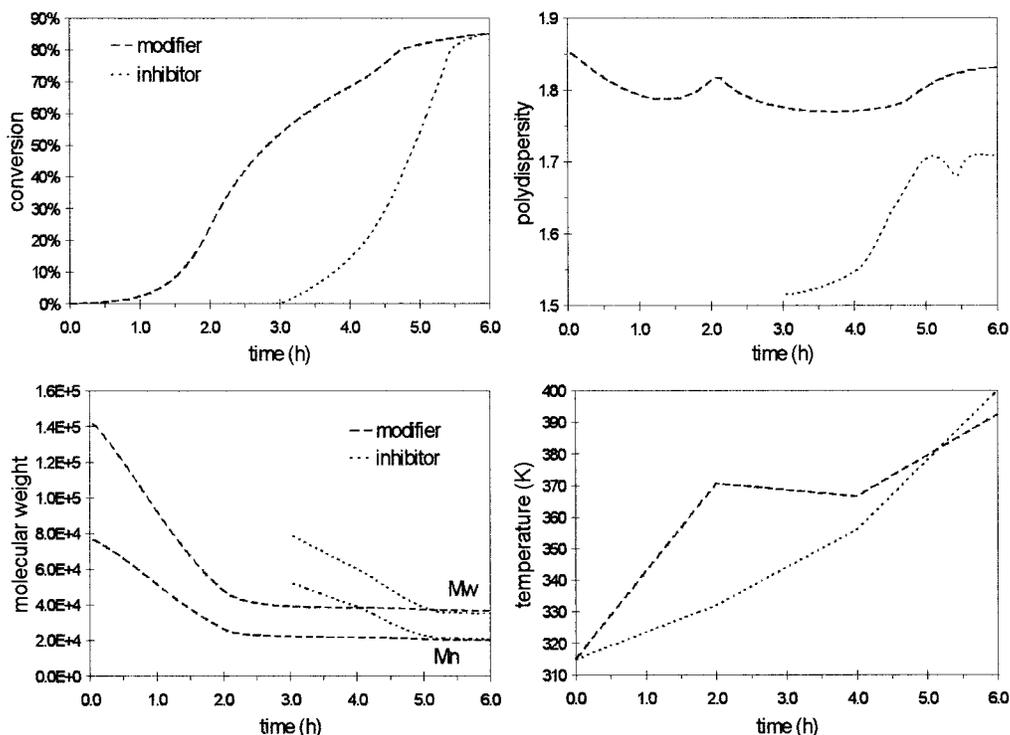 90%
80%
70%
60%
50%
40%
30%
20%
10%
0%
conversion
modifier
inhibitor
0.0 1.0 2.0 3.0 4.0 5.0 6.0
time (h)
1.9
1.8
1.7
1.6
1.5
polydispersity
0.0 1.0 2.0 3.0 4.0 5.0 6.0
time (h)
1.6E+5
1.4E+5
1.2E+5
1.0E+5
8.0E+4
6.0E+4
4.0E+4
2.0E+4
0.0E+0
molecular weight
modifier
inhibitor
Mw
Mn
0.0 1.0 2.0 3.0 4.0 5.0 6.0
time (h)
400
390
380
370
360
350
340
330
320
310
temperature (K)
0.0 1.0 2.0 3.0 4.0 5.0 6.0
time (h)